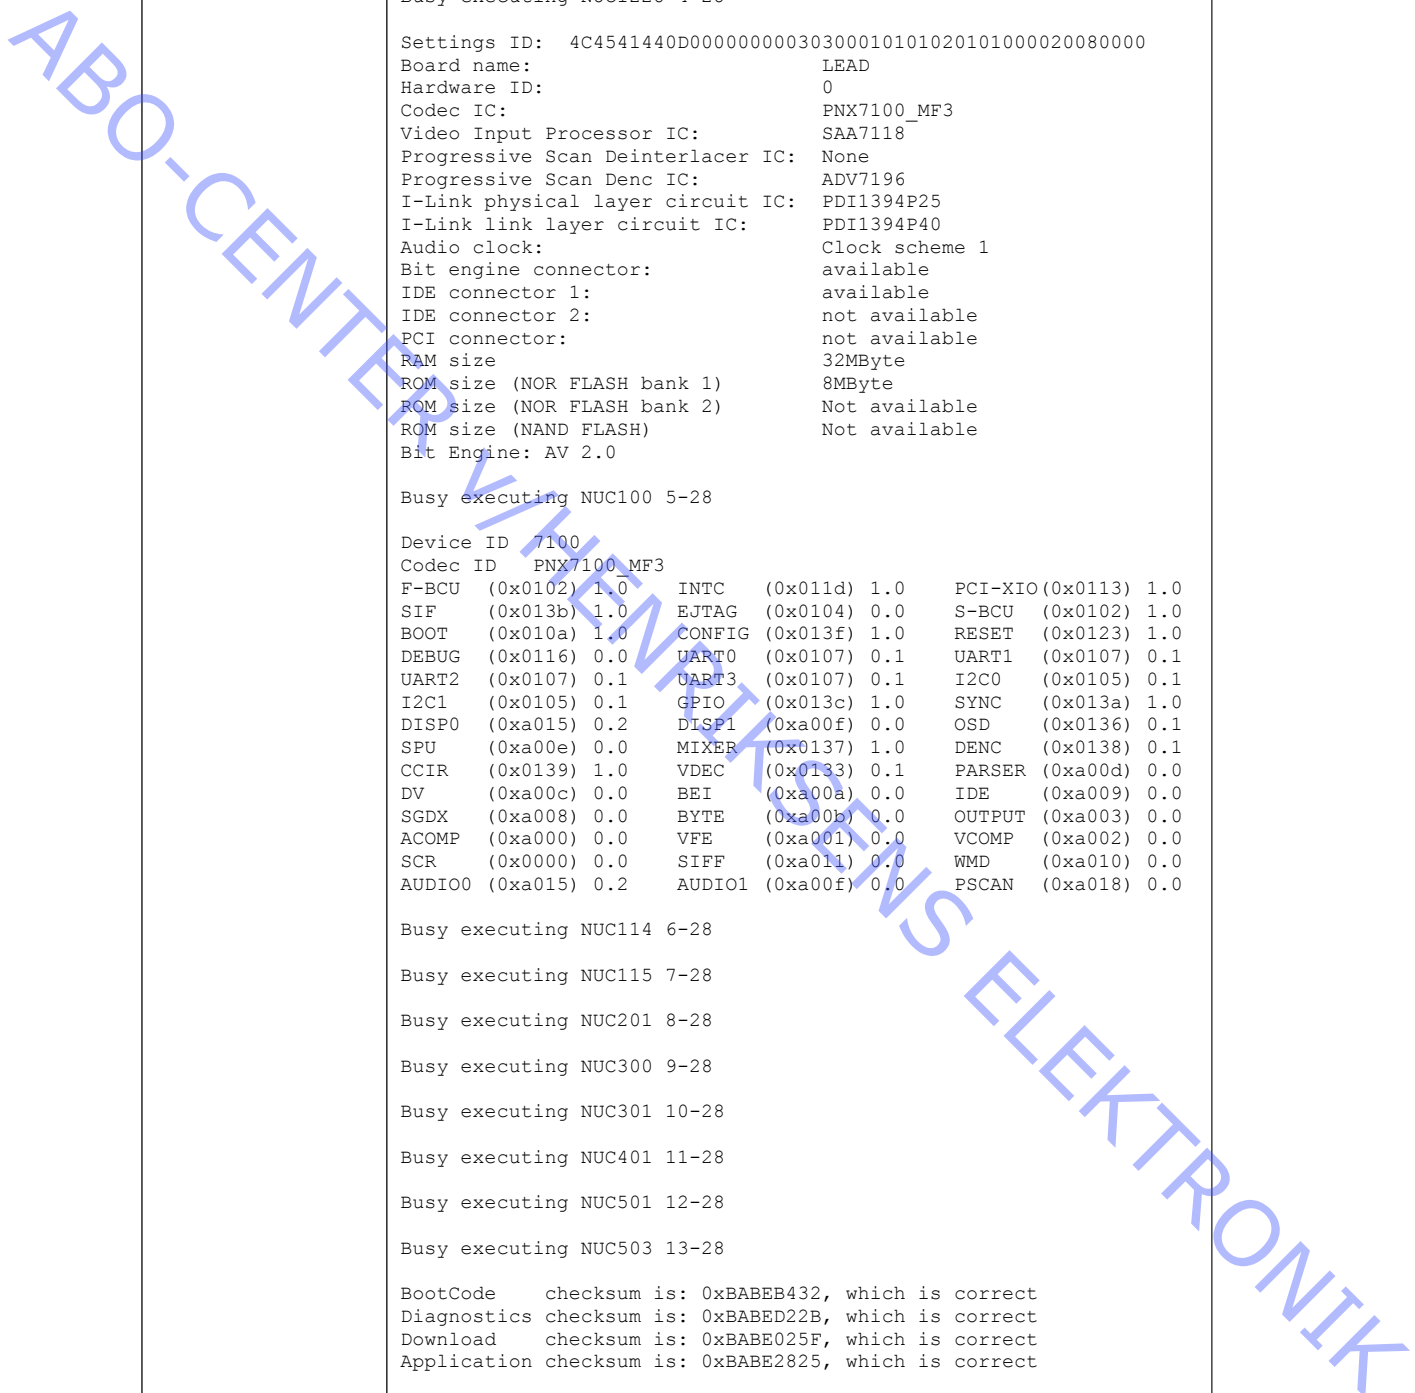 Settings ID:  4C4541440D0000000003030001010102010100002​0080000
Board name:                                LEAD
Hardware ID:                               0
Codec IC:                                  PNX7100_MF3
Video Input Processor IC:                  SAA7118
Progressive Scan Deinterlacer IC:  None
Progressive Scan Denc IC:                  ADV7196
I-Link physical layer circuit IC:  PDI1394P25
I-Link link layer circuit IC:      PDI1394P40
Audio clock:                               Clock scheme 1
Bit engine connector:                      available
IDE connector 1:                           available
IDE connector 2:                           not available
PCI connector:                             not available
RAM size                                   32MByte
ROM size (NOR FLASH bank 1)        8MByte
ROM size (NOR FLASH bank 2)        Not available
ROM size (NAND FLASH)              Not available
Bit Engine: AV 2.0
Busy executing NUC100 5-28
Device ID  7100
Codec ID   PNX7100_MF3
F-BCU  (0x0102) 1.0    INTC   (0x011d) 1.0    PCI-XIO(0x0113) 1.0
SIF    (0x013b) 1.0    EJTAG  (0x0104) 0.0    S-BCU  (0x0102) 1.0
BOOT   (0x010a) 1.0    CONFIG (0x013f) 1.0    RESET  (0x0123) 1.0
DEBUG  (0x0116) 0.0    UART0  (0x0107) 0.1    UART1  (0x0107) 0.1
UART2  (0x0107) 0.1    UART3  (0x0107) 0.1    I2C0   (0x0105) 0.1
I2C1   (0x0105) 0.1    GPIO   (0x013c) 1.0    SYNC   (0x013a) 1.0
DISP0  (0xa015) 0.2    DISP1  (0xa00f) 0.0    OSD    (0x0136) 0.1
SPU    (0xa00e) 0.0    MIXER  (0x0137) 1.0    DENC   (0x0138) 0.1
CCIR   (0x0139) 1.0    VDEC   (0x0133) 0.1    PARSER (0xa00d) 0.0
DV     (0xa00c) 0.0    BEI    (0xa00a) 0.0    IDE    (0xa009) 0.0
SGDX   (0xa008) 0.0    BYTE   (0xa00b) 0.0    OUTPUT (0xa003) 0.0
ACOMP  (0xa000) 0.0    VFE    (0xa001) 0.0    VCOMP  (0xa002) 0.0
SCR    (0x0000) 0.0    SIFF   (0xa011) 0.0    WMD    (0xa010) 0.0
AUDIO0 (0xa015) 0.2    AUDIO1 (0xa00f) 0.0    PSCAN  (0xa018) 0.0
Busy executing NUC114 6-28
Busy executing NUC115 7-28
Busy executing NUC201 8-28
Busy executing NUC300 9-28
Busy executing NUC301 10-28
Busy executing NUC401 11-28
Busy executing NUC501 12-28
Busy executing NUC503 13-28
BootCode    checksum is: 0xBABEB432, which is correct
Diagnostics checksum is: 0xBABED22B, which is correct
Download    checksum is: 0xBABE025F, which is correct
Application checksum is: 0xBABE2825, which is correct
ABO-CENTER v/HENRIKSENS ELEKTRONIK